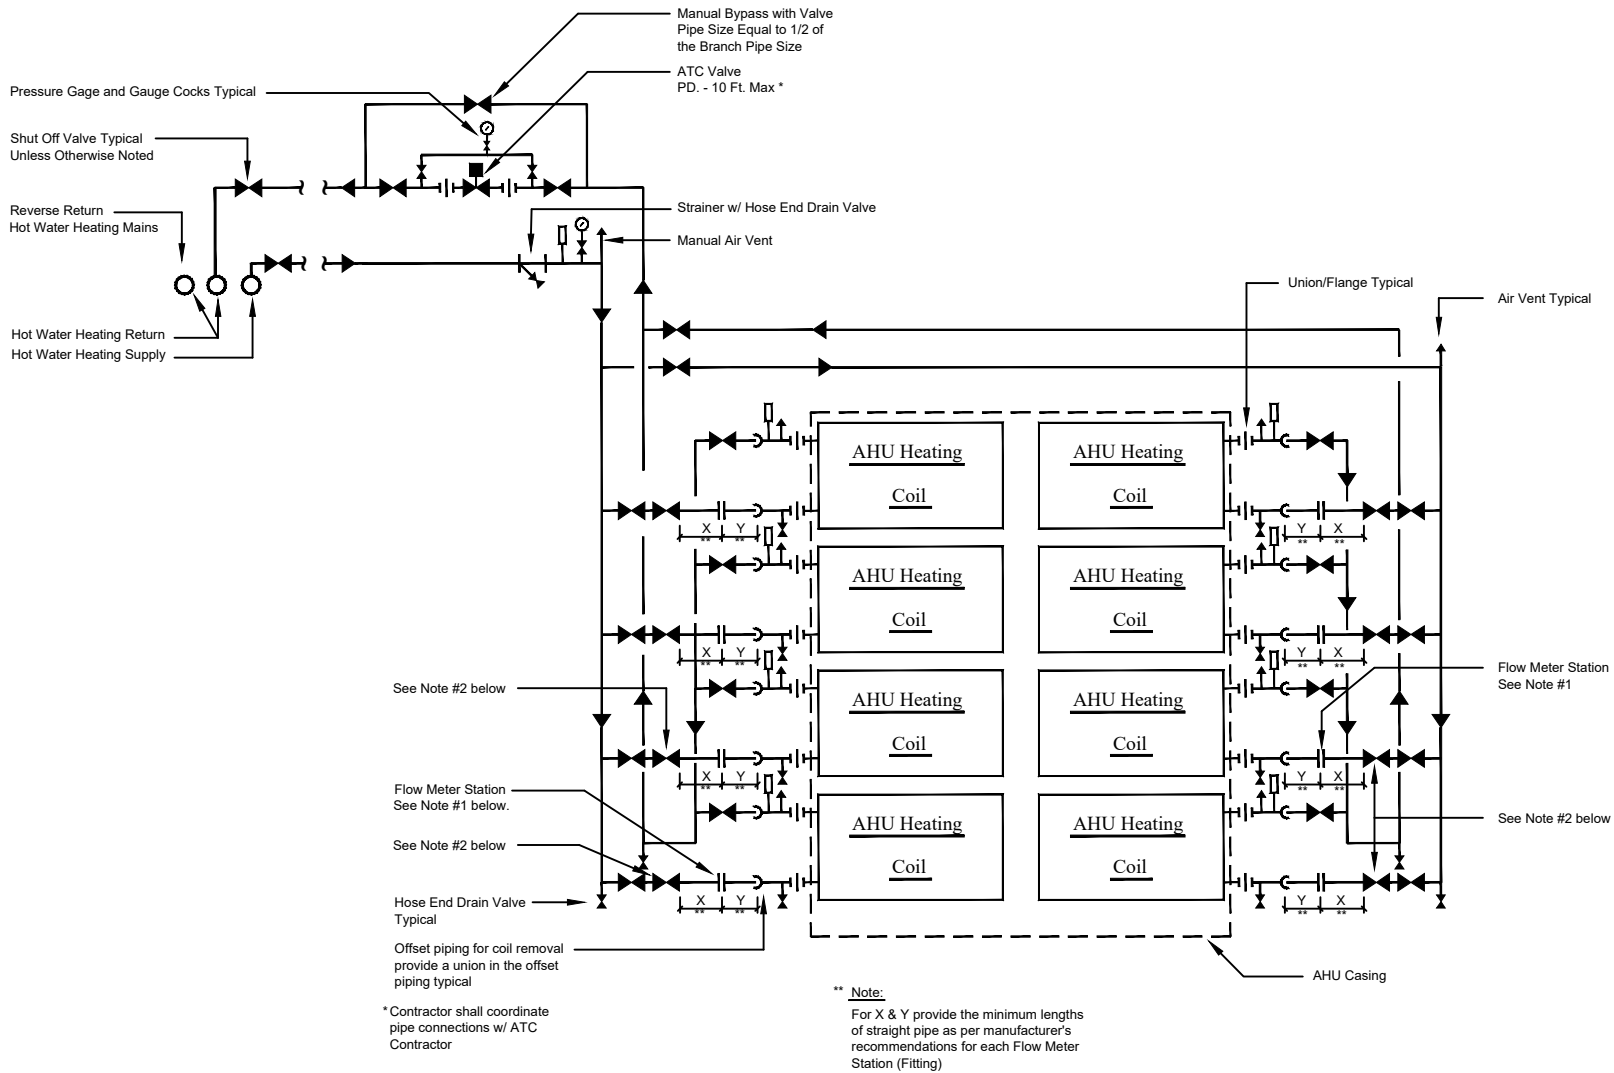 Manual Bypass with Valve
Pipe Size Equal to 1/2 of
the Branch Pipe Size
ATC Valve
PD. - 10 Ft. Max *
Pressure Gage and Gauge Cocks Typical
Shut Off Valve Typical
Unless Otherwise Noted
Reverse Return
Hot Water Heating Mains
Strainer w/ Hose End Drain Valve
Manual Air Vent
Hot Water Heating Return
Hot Water Heating Supply
Union/Flange Typical
Air Vent Typical
AHU Heating
Coil
AHU Heating
Coil
X Y
** **
Y X
** **
AHU Heating
Coil
AHU Heating
Coil
X Y
** **
Y X
** **
See Note #2 below
Flow Meter Station
See Note #1
AHU Heating
Coil
AHU Heating
Coil
X Y
** **
Y X
** **
Flow Meter Station
See Note #1 below.
See Note #2 below
See Note #2 below
AHU Heating
Coil
AHU Heating
Coil
X Y
** **
Y X
** **
Hose End Drain Valve
Typical
Offset piping for coil removal
provide a union in the offset
piping typical
AHU Casing
* Contractor shall coordinate
pipe connections w/ ATC
Contractor
** Note:
For X & Y provide the minimum lengths
of straight pipe as per manufacturer's
recommendations for each Flow Meter
Station (Fitting)